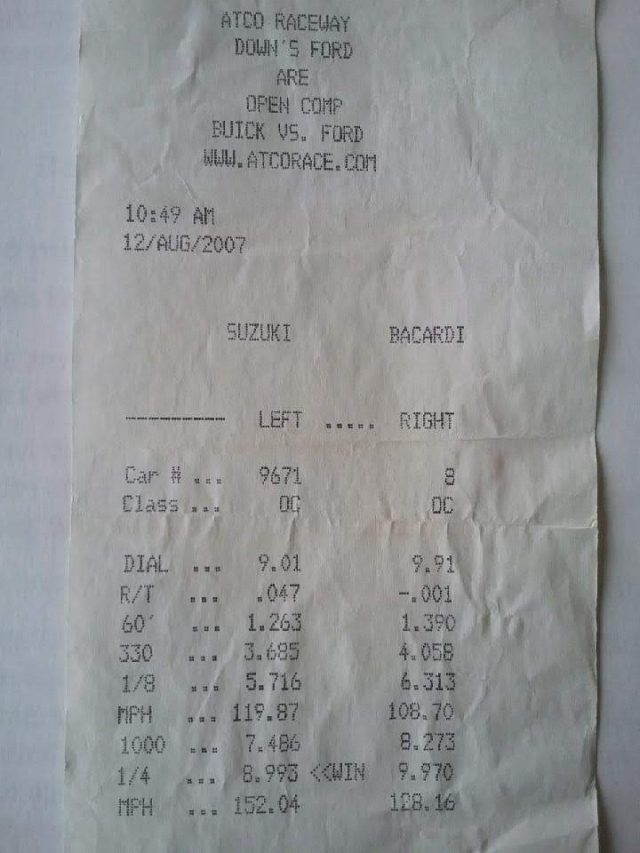 ATCO RACEWAY
DOWN'S FORD
ARE
OPEN COMP
BUICK VS. FORD
WWW.ATCORACE.COM
10:49 AM
12/AUG/2007
SUZUKI BACARDI
----------- LEFT ..... RIGHT
Car # ... 9671 8
Class ... OC OC
DIAL ... 9.01 9.91
R/T ... .047 -.001
60' ... 1.263 1.390
330 ... 3.685 4.058
1/8 ... 5.716 6.313
MPH ... 119.87 108.70
1000 ... 7.486 8.273
1/4 ... 8.993 <<WIN 9.970
MPH ... 152.04 128.16